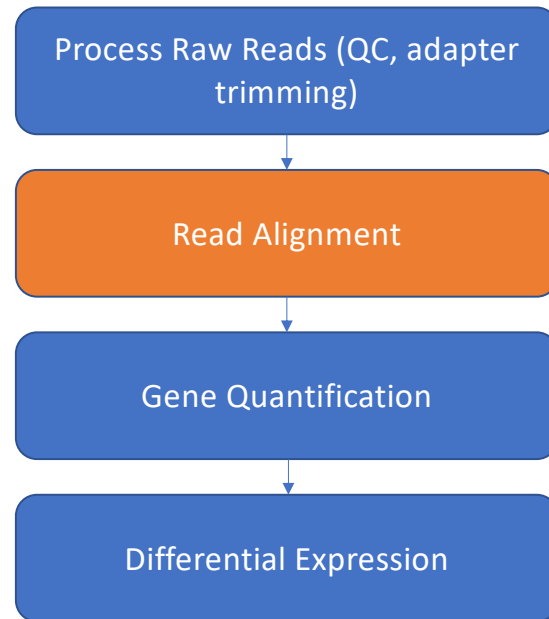 Process Raw Reads (QC, adapter
trimming)
Read Alignment
Gene Quantification
Differential Expression